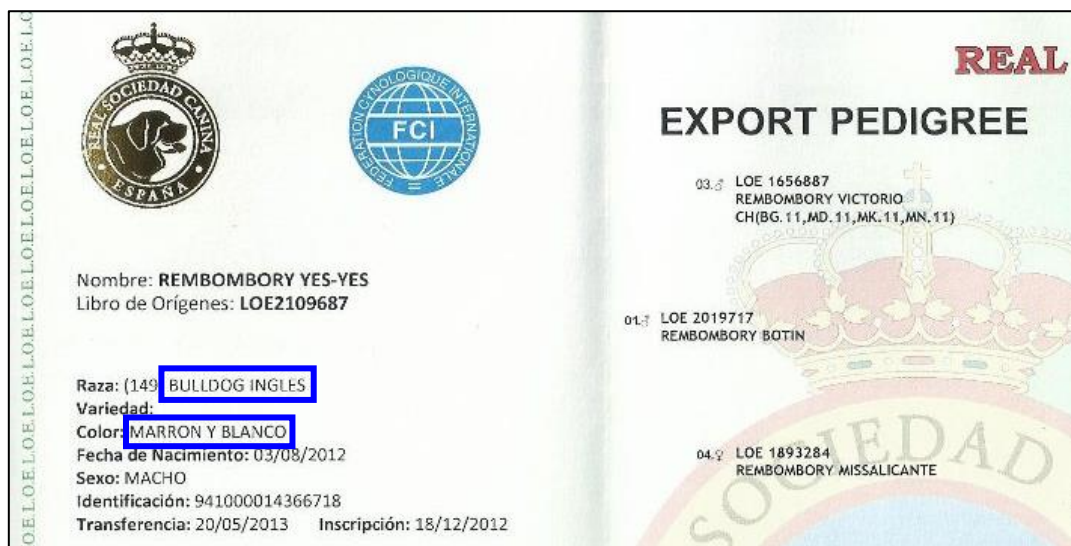 REAL SOCIEDAD CANINA
ESPAÑA
FEDERATION CYNOLOGIQUE INTERNATIONALE
FCI
REAL
EXPORT PEDIGREE
03.♂ LOE 1656887
REMBOMBORY VICTORIO
CH(BG.11,MD.11,MK.11,MN.11)
Nombre: REMBOMBORY YES-YES
Libro de Orígenes: LOE2109687
01.♂ LOE 2019717
REMBOMBORY BOTIN
Raza: (149 BULLDOG INGLES
Variedad:
Color: MARRON Y BLANCO
Fecha de Nacimiento: 03/08/2012
Sexo: MACHO
Identificación: 941000014366718
Transferencia: 20/05/2013 Inscripción: 18/12/2012
04.♀ LOE 1893284
REMBOMBORY MISSALICANTE
SOCIEDAD
O.E.L.O.E.L.O.E.L.O.E.L.O.E.L.O.E.L.O.E.L.O.E.L.O.E.L.O.E.L.O